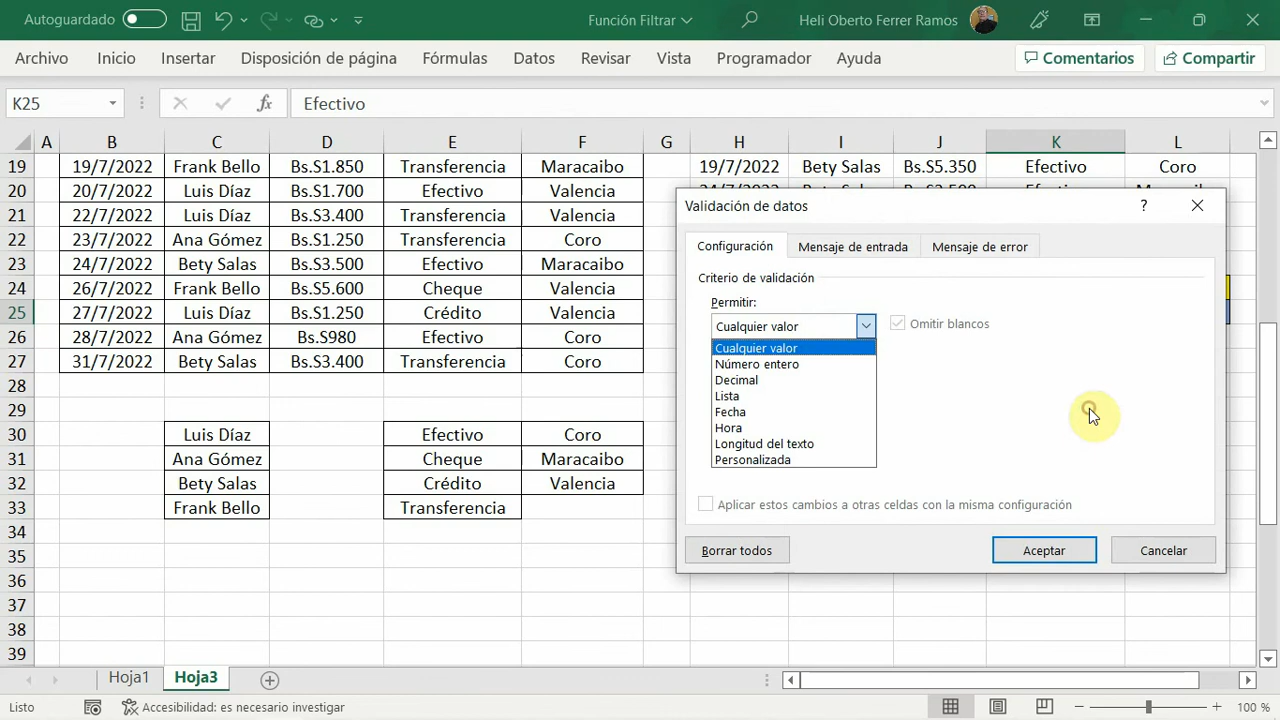 Autoguardado Función Filtrar Heli Oberto Ferrer Ramos
Archivo Inicio Insertar Disposición de página Fórmulas Datos Revisar Vista Programador Ayuda Comentarios Compartir
K25 fx Efectivo
A B C D E F G H I J K L
19 19/7/2022 Frank Bello Bs.S1.850 Transferencia Maracaibo 19/7/2022 Bety Salas Bs.S5.350 Efectivo Coro
20 20/7/2022 Luis Díaz Bs.S1.700 Efectivo Valencia
21 22/7/2022 Luis Díaz Bs.S3.400 Transferencia Valencia
22 23/7/2022 Ana Gómez Bs.S1.250 Transferencia Coro
23 24/7/2022 Bety Salas Bs.S3.500 Efectivo Maracaibo
24 26/7/2022 Frank Bello Bs.S5.600 Cheque Valencia
25 27/7/2022 Luis Díaz Bs.S1.250 Crédito Valencia
26 28/7/2022 Ana Gómez Bs.S980 Efectivo Coro
27 31/7/2022 Bety Salas Bs.S3.400 Transferencia Coro
28
29
30 Luis Díaz Efectivo Coro
31 Ana Gómez Cheque Maracaibo
32 Bety Salas Crédito Valencia
33 Frank Bello Transferencia
34
35
36
37
38
39
Validación de datos ?
Configuración Mensaje de entrada Mensaje de error
Criterio de validación
Permitir:
Cualquier valor Omitir blancos
Cualquier valor
Número entero
Decimal
Lista
Fecha
Hora
Longitud del texto
Personalizada
Aplicar estos cambios a otras celdas con la misma configuración
Borrar todos Aceptar Cancelar
Hoja1 Hoja3
Listo Accesibilidad: es necesario investigar 100 %